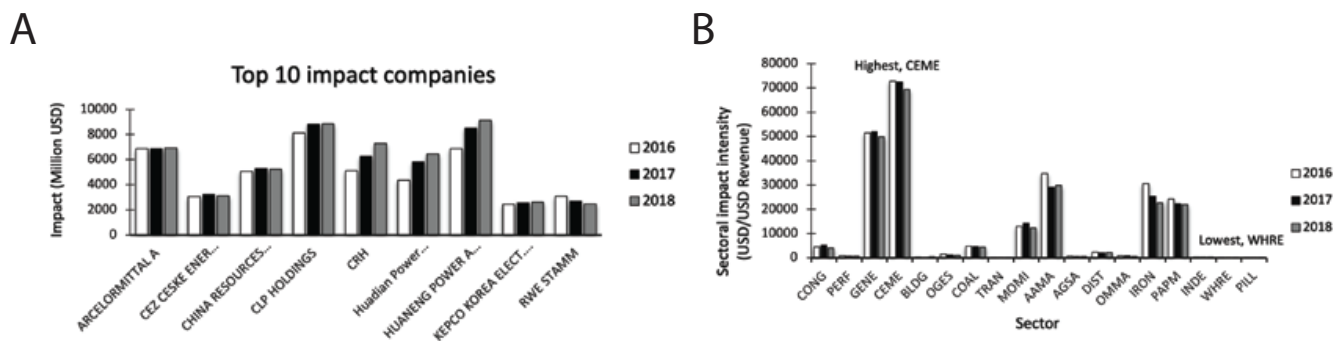 A
Top 10 impact companies
Impact (Million USD)
10000
8000
6000
4000
2000
0
ARCELORMITTAL A
CEZ CESKE ENER...
CHINA RESOURCES...
CLP HOLDINGS
CRH
Huadian Power...
HUANENG POWER A...
KEPCO KOREA ELECT....
RWE STAMM
2016
2017
2018
B
Sectoral impact intensity
(USD/USD Revenue)
80000
70000
60000
50000
40000
30000
20000
10000
0
Highest, CEME
Lowest, WHRE
CONG
PERF
GENE
CEME
BLDG
OGES
COAL
TRAN
MOMI
AAMA
AGSA
DIST
OMMA
IRON
PAPM
INDE
WHRE
PILL
Sector
2016
2017
2018